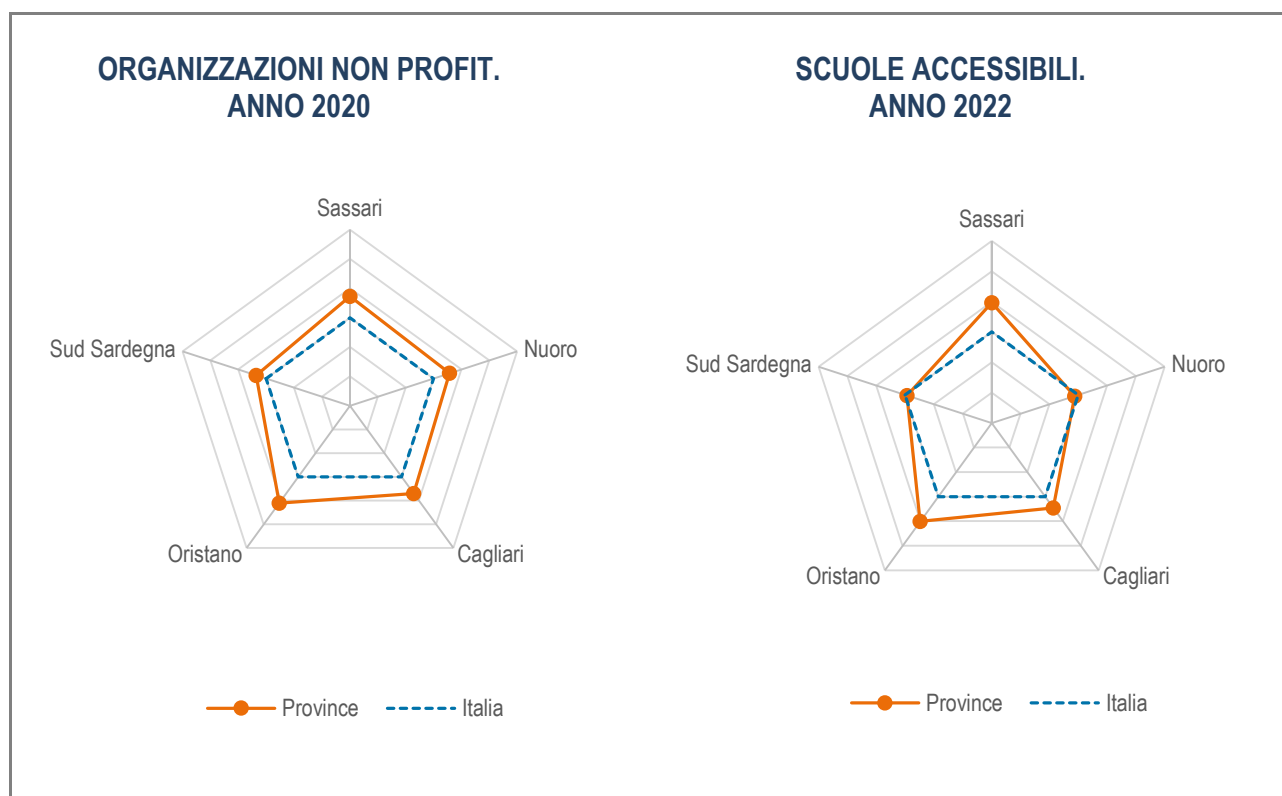 ORGANIZZAZIONI NON PROFIT.
ANNO 2020
Sassari
Nuoro
Sud Sardegna
Oristano
Cagliari
Province
Italia
SCUOLE ACCESSIBILI.
ANNO 2022
Sassari
Nuoro
Sud Sardegna
Oristano
Cagliari
Province
Italia